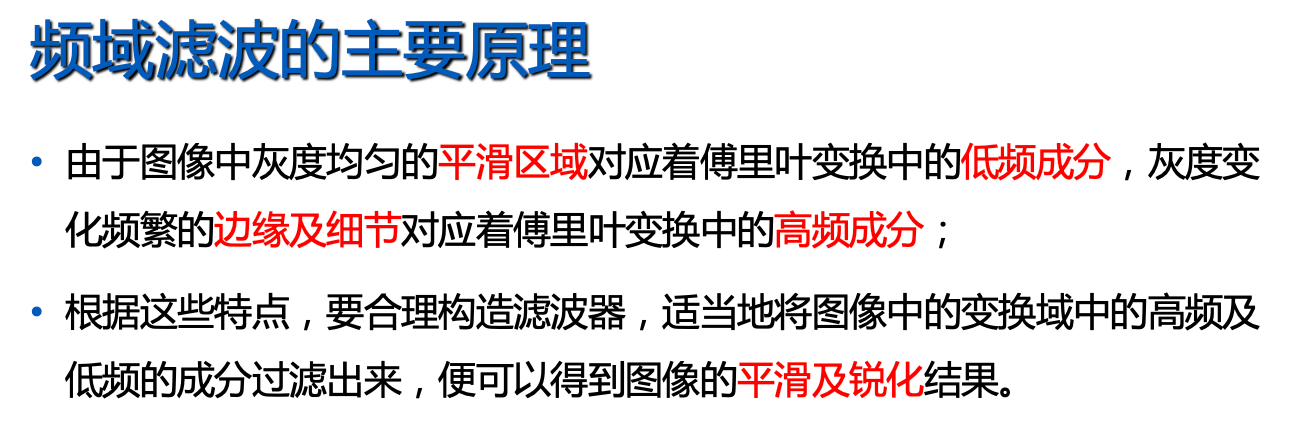 频域滤波的主要原理
• 由于图像中灰度均匀的平滑区域对应着傅里叶变换中的低频成分，灰度变
化频繁的边缘及细节对应着傅里叶变换中的高频成分；
• 根据这些特点，要合理构造滤波器，适当地将图像中的变换域中的高频及
低频的成分过滤出来，便可以得到图像的平滑及锐化结果。